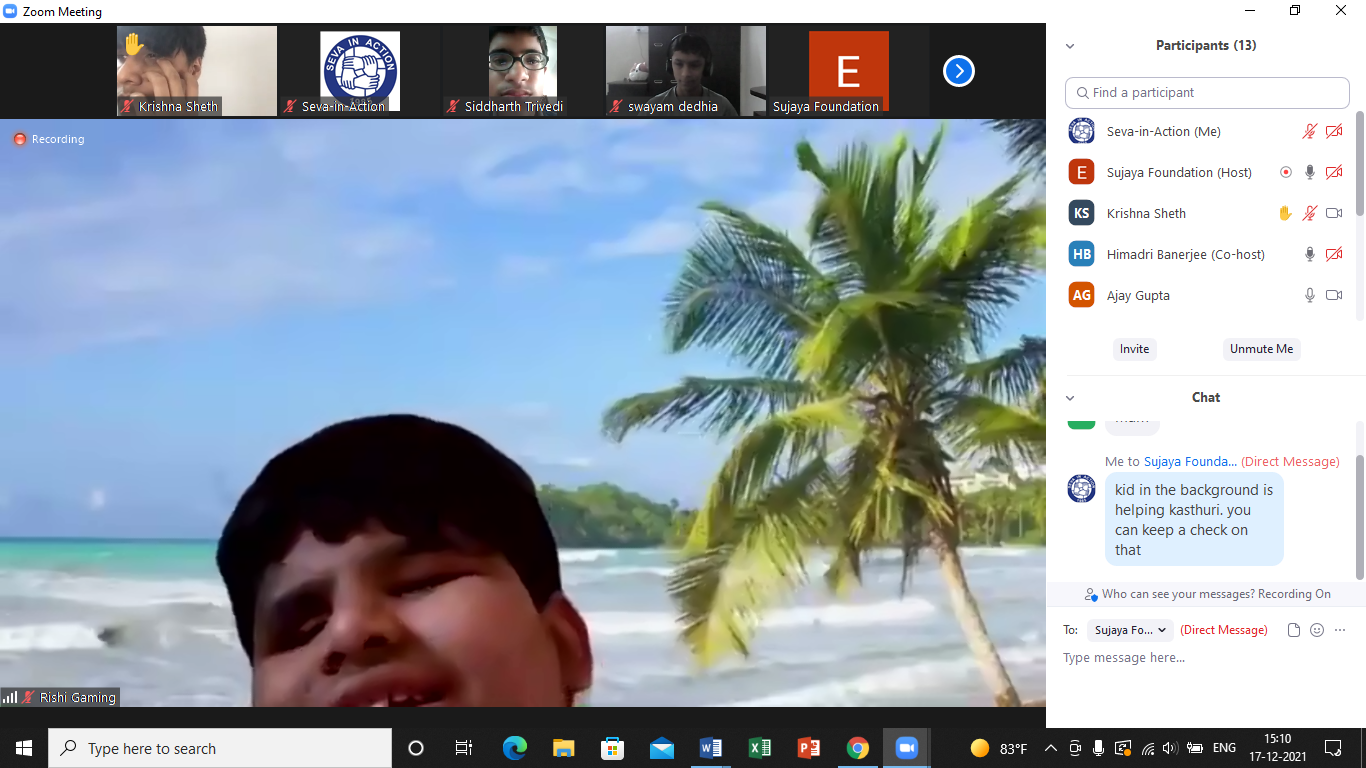 Zoom Meeting
Krishna Sheth
SEVA IN ACTION
Seva-in-Action
Siddharth Trivedi
swayam dedhia
E
Sujaya Foundation
Recording
Rishi Gaming
Participants (13)
Find a participant
Seva-in-Action (Me)
E Sujaya Foundation (Host)
KS Krishna Sheth
HB Himadri Banerjee (Co-host)
AG Ajay Gupta
Invite Unmute Me
Chat
Me to Sujaya Founda... (Direct Message)
kid in the background is
helping kasthuri. you
can keep a check on
that
Who can see your messages? Recording On
To: Sujaya Fo... (Direct Message)
Type message here...
Type here to search
83°F
ENG
15:10
17-12-2021